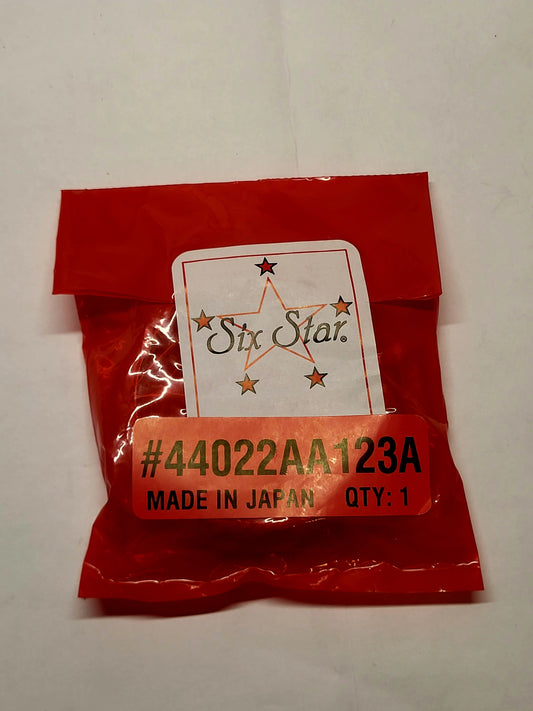 Six Star®
#44022AA123A
MADE IN JAPAN QTY: 1